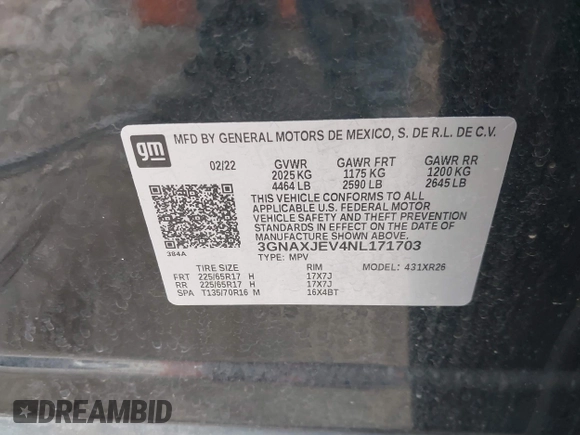 gm MFD BY GENERAL MOTORS DE MEXICO, S. DE R.L. DE C.V.
02/22 GVWR GAWR FRT GAWR RR
2025 KG 1175 KG 1200 KG
4464 LB 2590 LB 2645 LB
THIS VEHICLE CONFORMS TO ALL
APPLICABLE U.S. FEDERAL MOTOR
VEHICLE SAFETY AND THEFT PREVENTION
STANDARDS IN EFFECT ON THE DATE OF
MANUFACTURE SHOWN ABOVE.
384A
3GNAXJEV4NL171703
TYPE: MPV
TIRE SIZE RIM MODEL: 431XR26
FRT 225/65R17 H 17X7J
RR 225/65R17 H 17X7J
SPA T135/70R16 M 16X4BT
DREAMBID